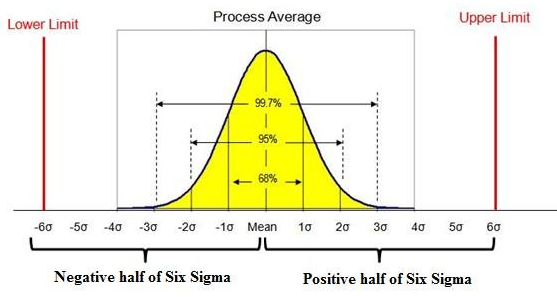 Process Average
Lower Limit
Upper Limit
99.7%
95%
68%
-6σ -5σ -4σ -3σ -2σ -1σ Mean 1σ 2σ 3σ 4σ 5σ 6σ
Negative half of Six Sigma
Positive half of Six Sigma